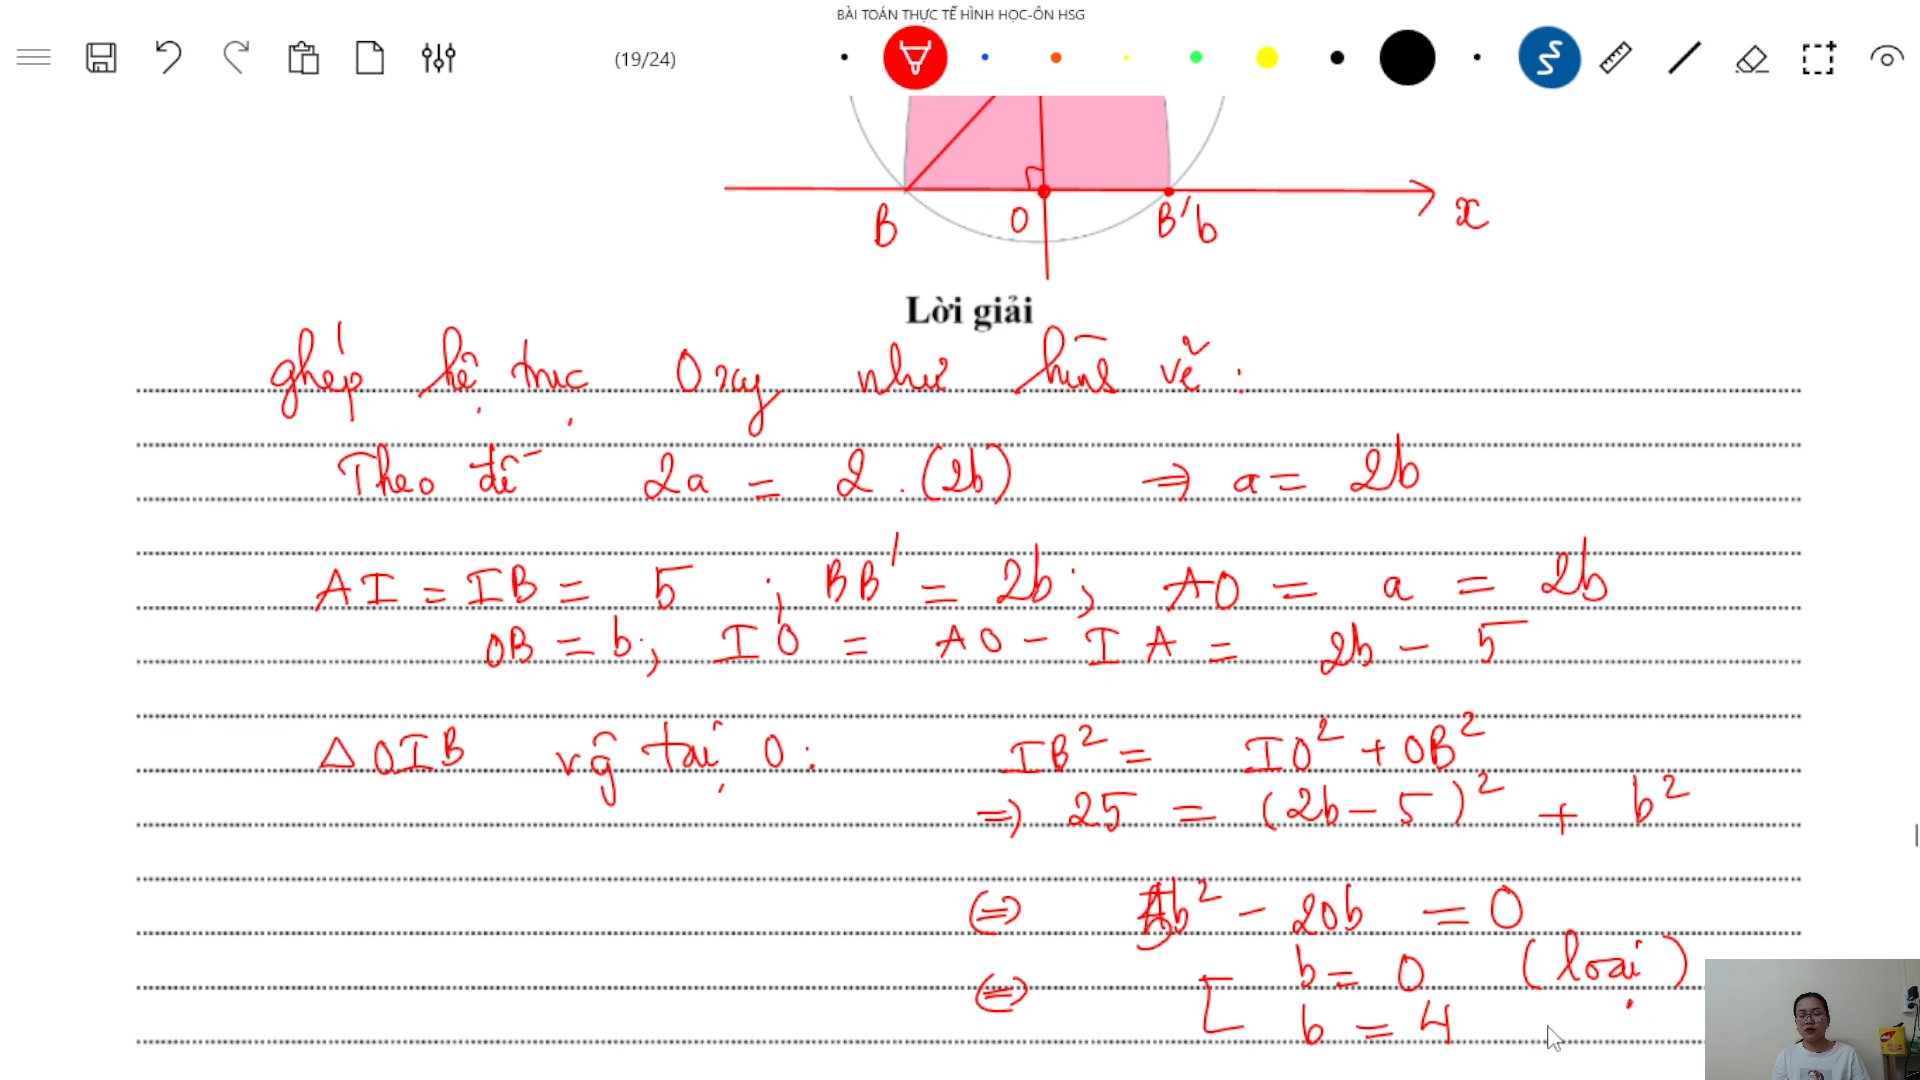 BÀI TOÁN THỰC TẾ HÌNH HỌC-ÔN HSG
(19/24)
B O B'b x
Lời giải
ghép hệ trục Oxy như hình vẽ :
Theo đề 2a = 2 . (2b) ⇒ a = 2b
AI = IB = 5 ; BB' = 2b ; AO = a = 2b
OB = b ; IO = AO - IA = 2b - 5
Δ OIB vg tại O : IB² = IO² + OB²
⇒ 25 = (2b - 5)² + b²
⇔ 5b² - 20b = 0
⇔ [ b = 0 (loại)
b = 4